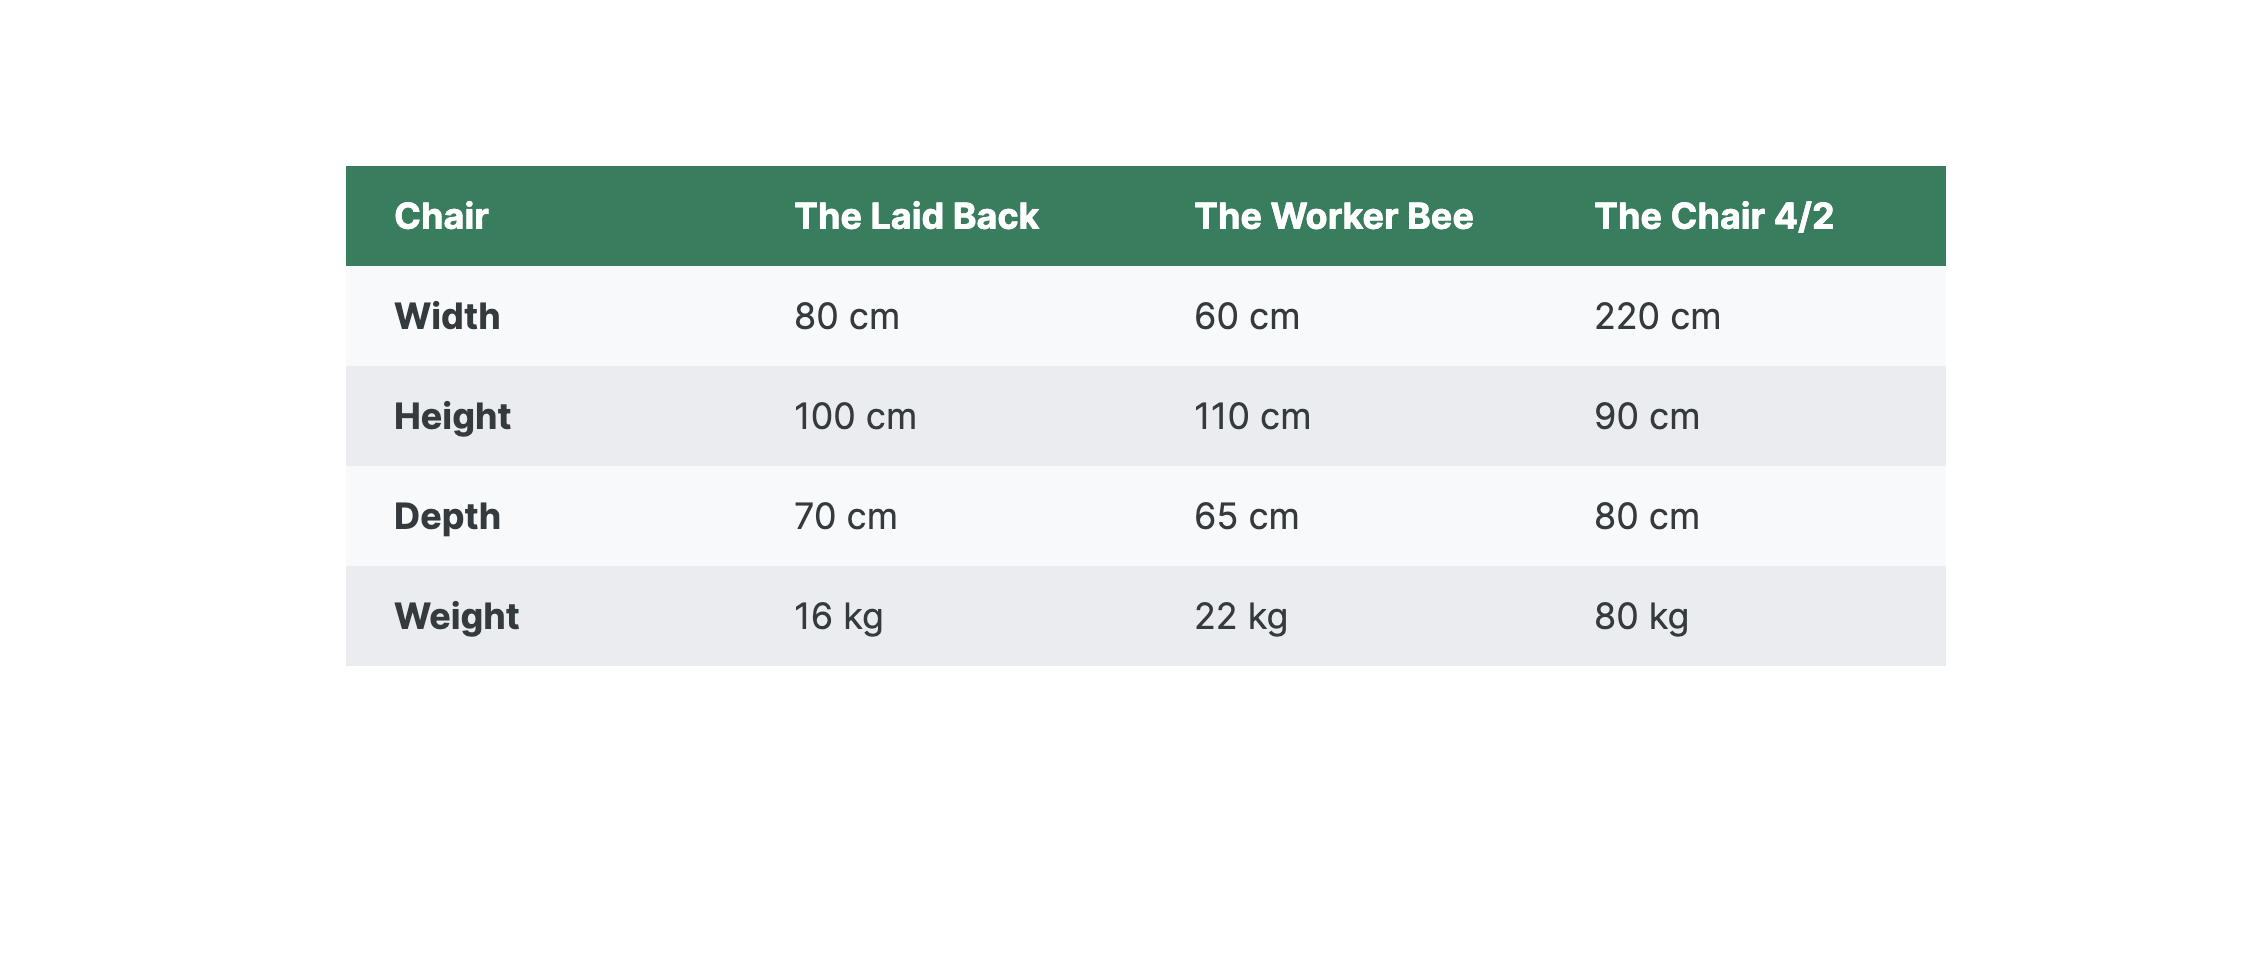 Chair The Laid Back The Worker Bee The Chair 4/2
Width 80 cm 60 cm 220 cm
Height 100 cm 110 cm 90 cm
Depth 70 cm 65 cm 80 cm
Weight 16 kg 22 kg 80 kg